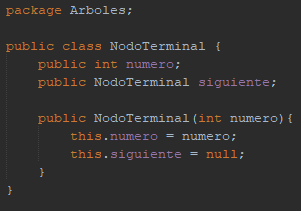 package Arboles;
public class NodoTerminal {
public int numero;
public NodoTerminal siguiente;
public NodoTerminal(int numero){
this.numero = numero;
this.siguiente = null;
}
}